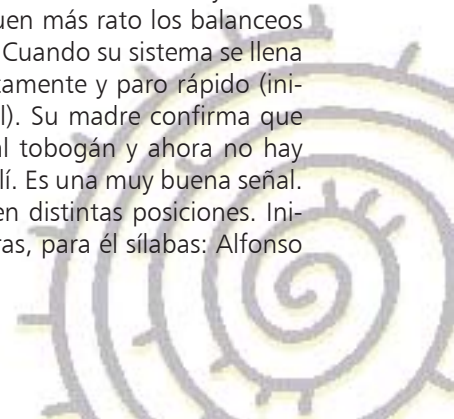 uen más rato los balanceos
Cuando su sistema se llena
tamente y paro rápido (ini-
l). Su madre confirma que
al tobogán y ahora no hay
lí. Es una muy buena señal.
en distintas posiciones. Ini-
ras, para él sílabas: Alfonso